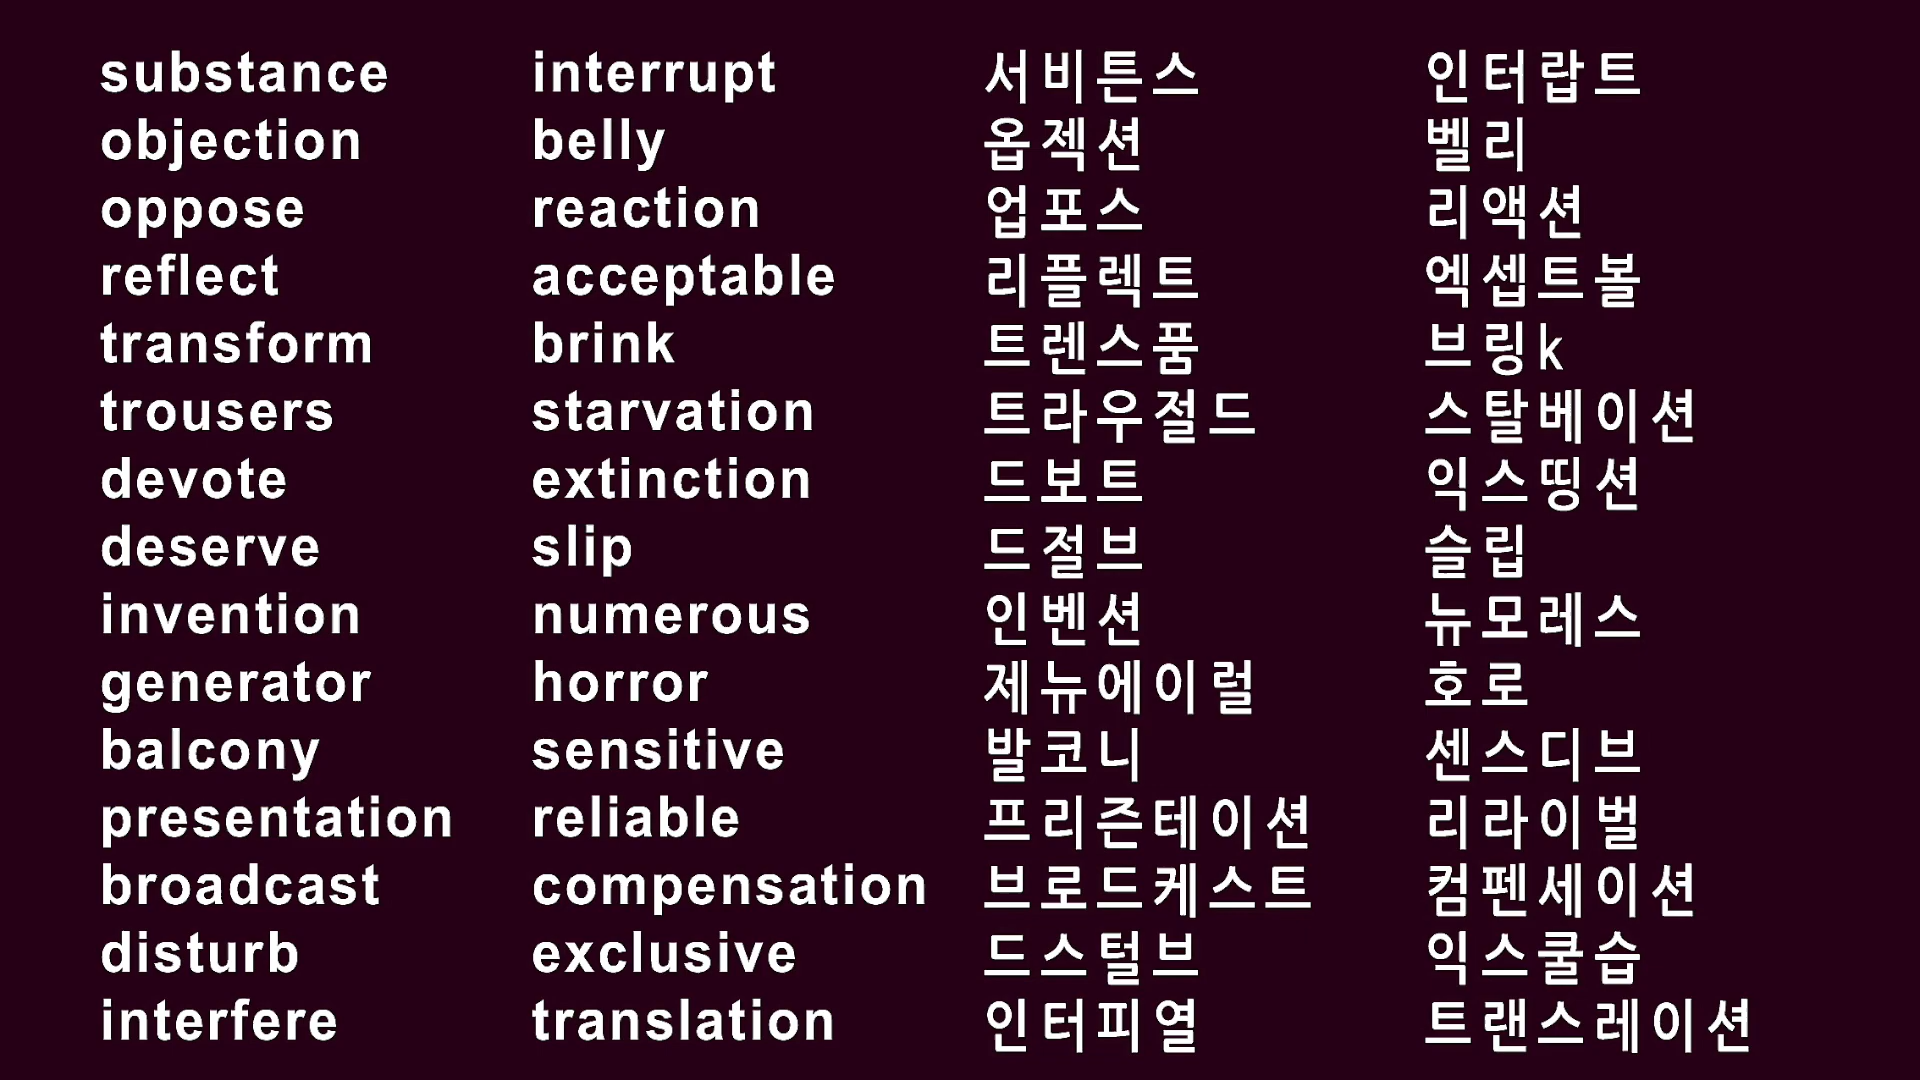 substance interrupt 서비튼스 인터랍트
objection belly 옵젝션 벨리
oppose reaction 업포스 리액션
reflect acceptable 리플렉트 엑셉트볼
transform brink 트렌스폼 브링k
trousers starvation 트라우절드 스탈베이션
devote extinction 드보트 익스띵션
deserve slip 드절브 슬립
invention numerous 인벤션 뉴모레스
generator horror 제뉴에이럴 호로
balcony sensitive 발코니 센스디브
presentation reliable 프리즌테이션 리라이벌
broadcast compensation 브로드케스트 컴펜세이션
disturb exclusive 드스털브 익스쿨습
interfere translation 인터피열 트랜스레이션